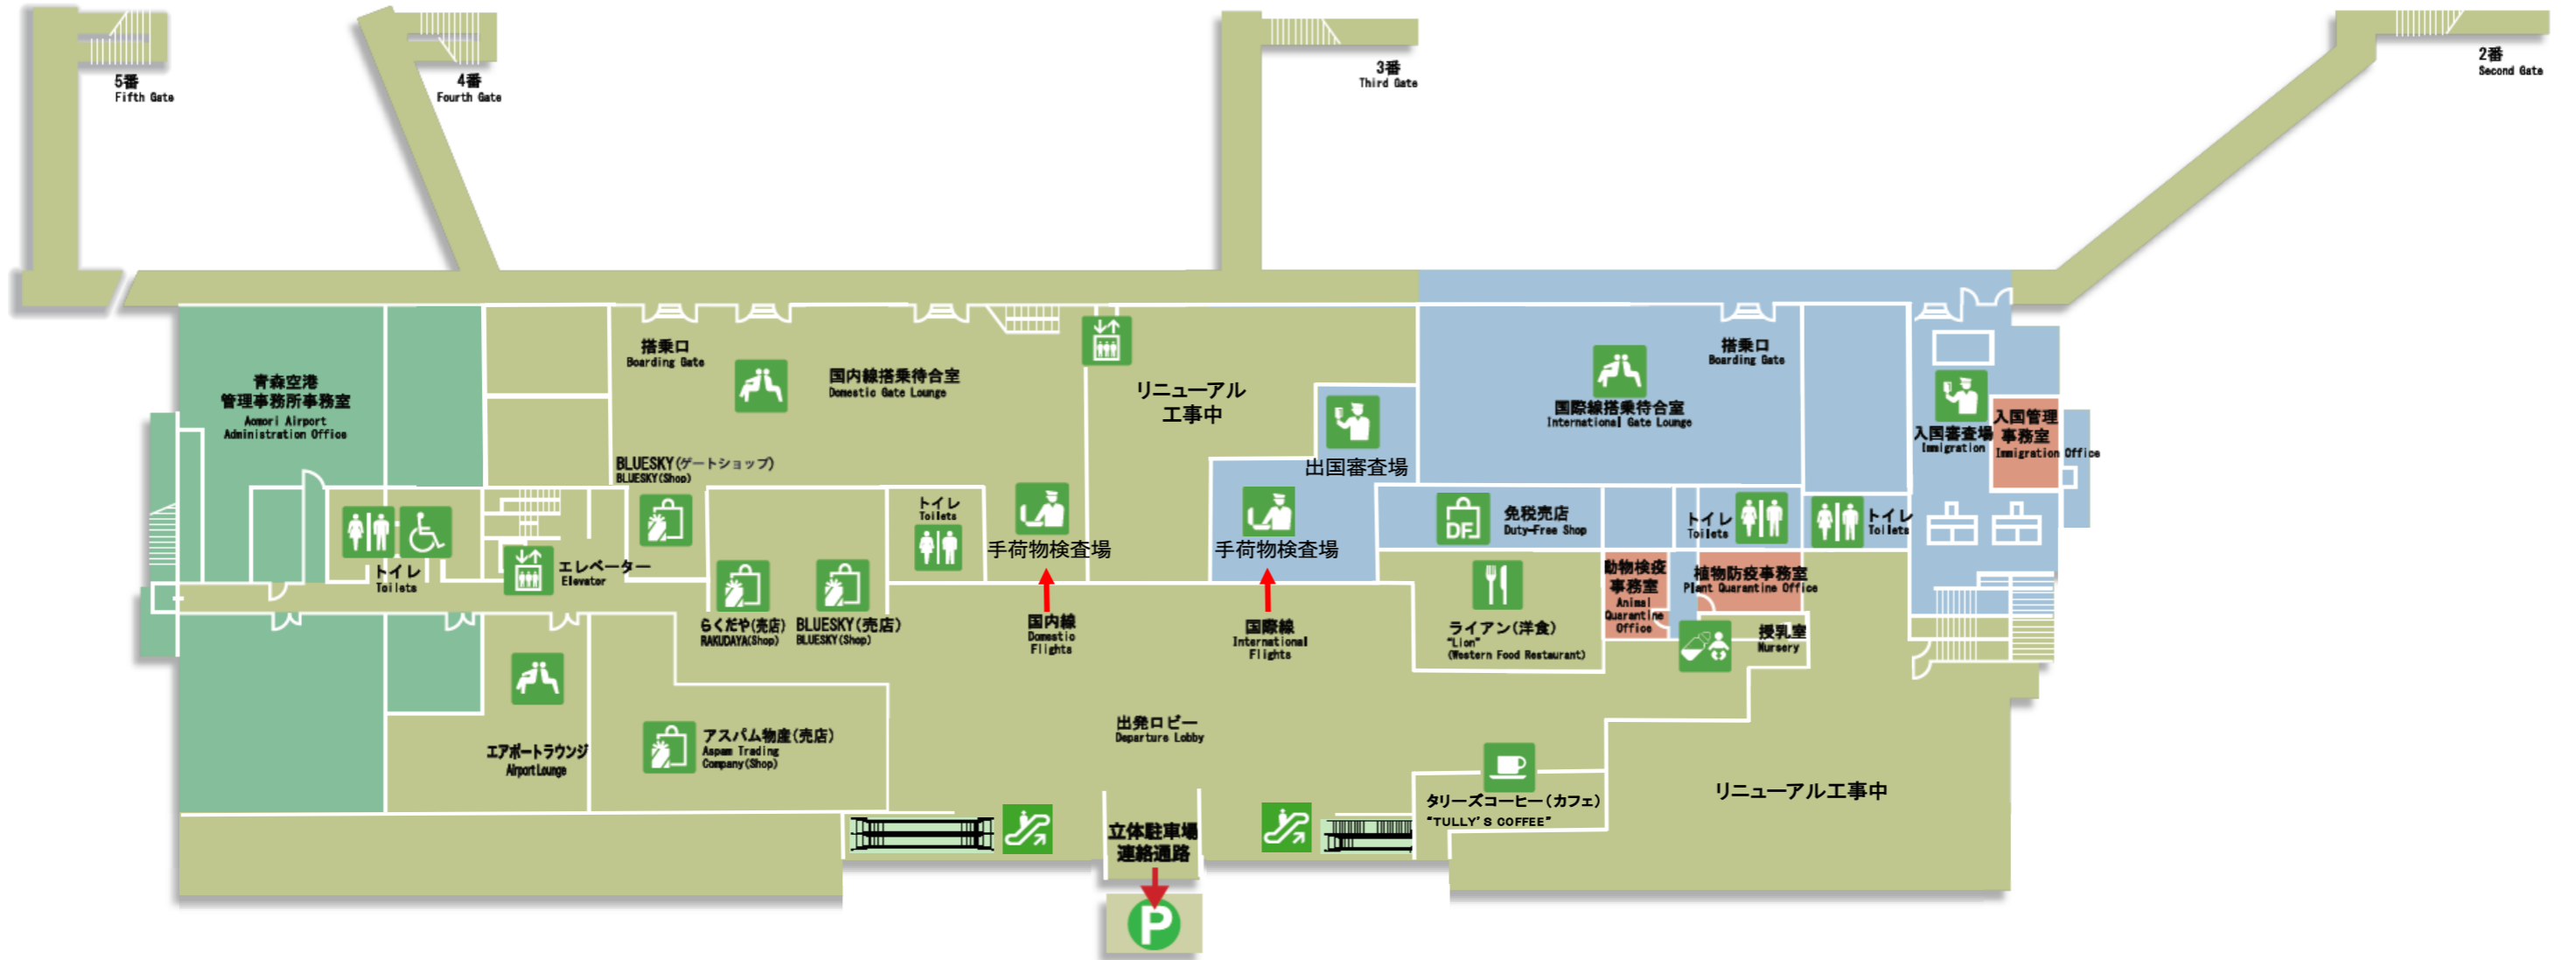 5番
Fifth Gate
4番
Fourth Gate
3番
Third Gate
2番
Second Gate
青森空港
管理事務所事務室
Aomori Airport
Administration Office
搭乗口
Boarding Gate
国内線搭乗待合室
Domestic Gate Lounge
リニューアル
工事中
搭乗口
Boarding Gate
国際線搭乗待合室
International Gate Lounge
入国審査場
Immigration
入国管理
事務室
Immigration Office
BLUESKY(ゲートショップ)
BLUESKY(Shop)
出国審査場
トイレ
Toilets
手荷物検査場
手荷物検査場
DF
免税売店
Duty-Free Shop
トイレ
Toilets
トイレ
Toilets
トイレ
Toilets
エレベーター
Elevator
動物検疫
事務室
Animal
Quarantine
Office
植物防疫事務室
Plant Quarantine Office
らくだや(売店)
RAKUDAYA(Shop)
BLUESKY(売店)
BLUESKY(Shop)
国内線
Domestic
Flights
国際線
International
Flights
ライアン(洋食)
"Lion"
(Western Food Restaurant)
授乳室
Nursery
エアポートラウンジ
Airport Lounge
アスパム物産(売店)
Aspam Trading
Company(Shop)
出発ロビー
Departure Lobby
タリーズコーヒー(カフェ)
"TULLY'S COFFEE"
リニューアル工事中
立体駐車場
連絡通路
P